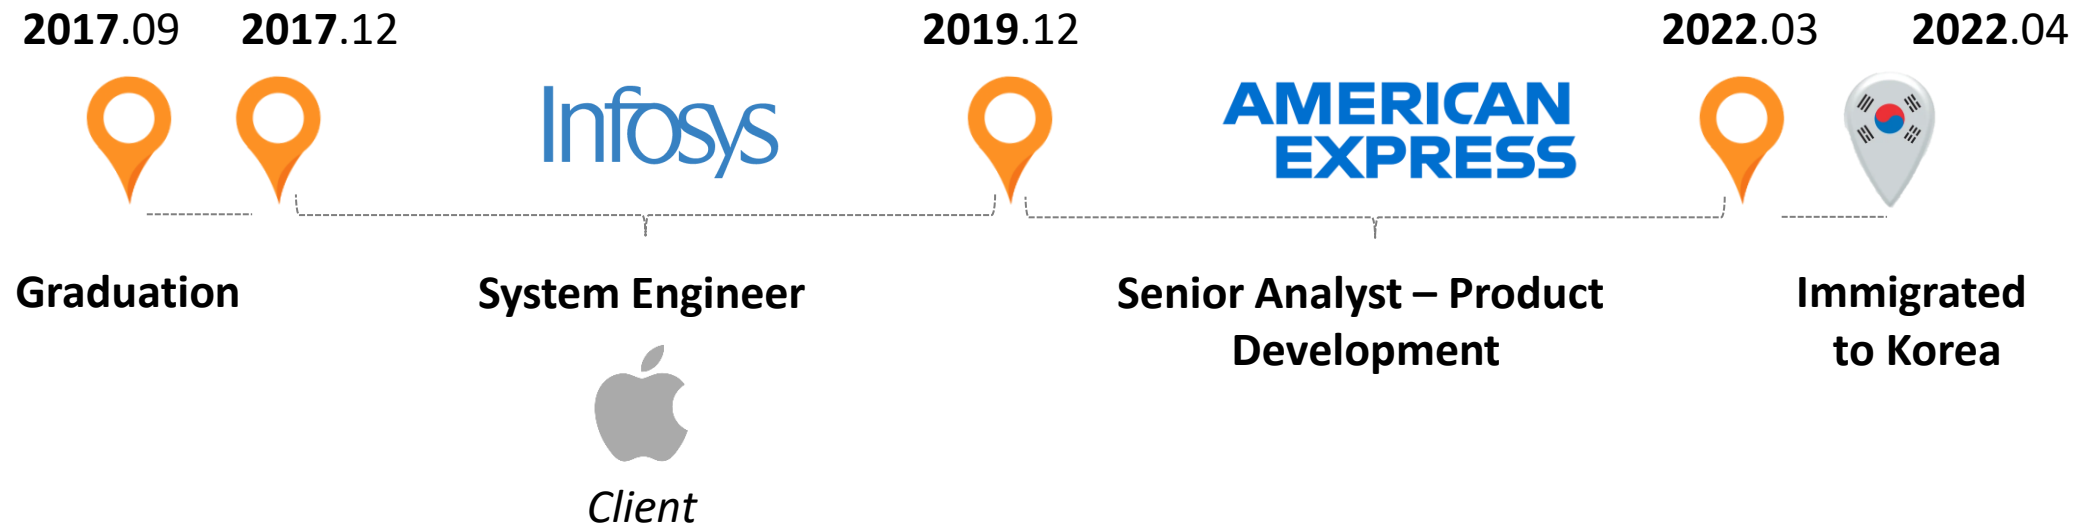 2017.09
2017.12
2019.12
2022.03
2022.04
Infosys
AMERICAN
EXPRESS
Graduation
System Engineer
Senior Analyst – Product
Development
Immigrated
to Korea
Client